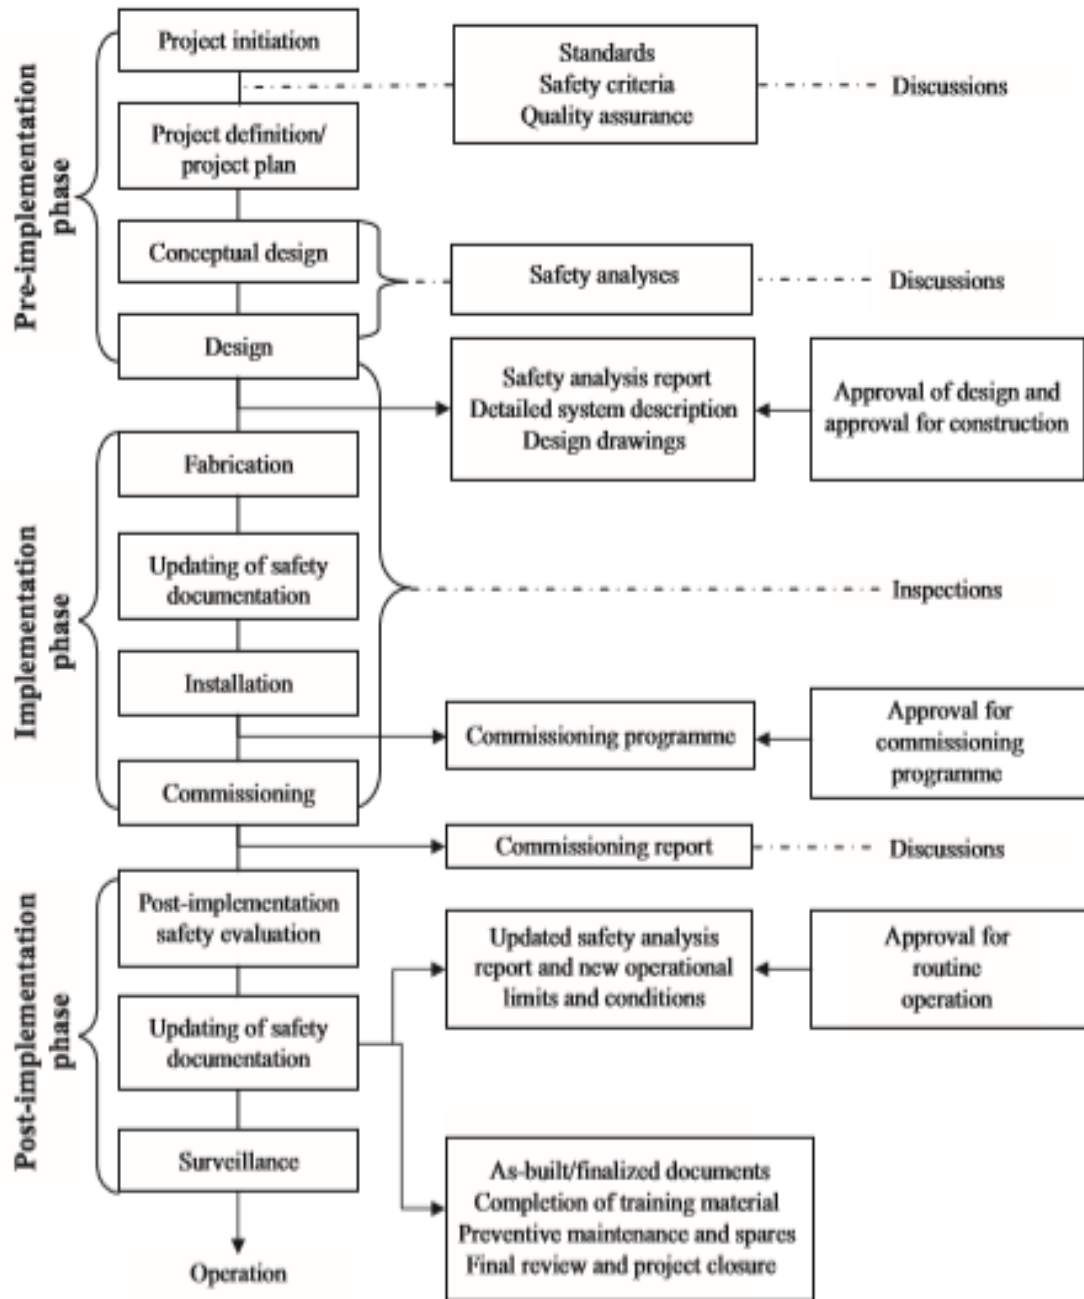 Pre-implementation
phase
Project initiation
Standards
Safety criteria
Quality assurance
Discussions
Project definition/
project plan
Conceptual design
Safety analyses
Discussions
Design
Safety analysis report
Detailed system description
Design drawings
Approval of design and
approval for construction
Implementation
phase
Fabrication
Updating of safety
documentation
Inspections
Installation
Commissioning programme
Approval for
commissioning
programme
Commissioning
Commissioning report
Discussions
Post-implementation
phase
Post-implementation
safety evaluation
Updated safety analysis
report and new operational
limits and conditions
Approval for
routine
operation
Updating of safety
documentation
Surveillance
As-built/finalized documents
Completion of training material
Preventive maintenance and spares
Final review and project closure
Operation